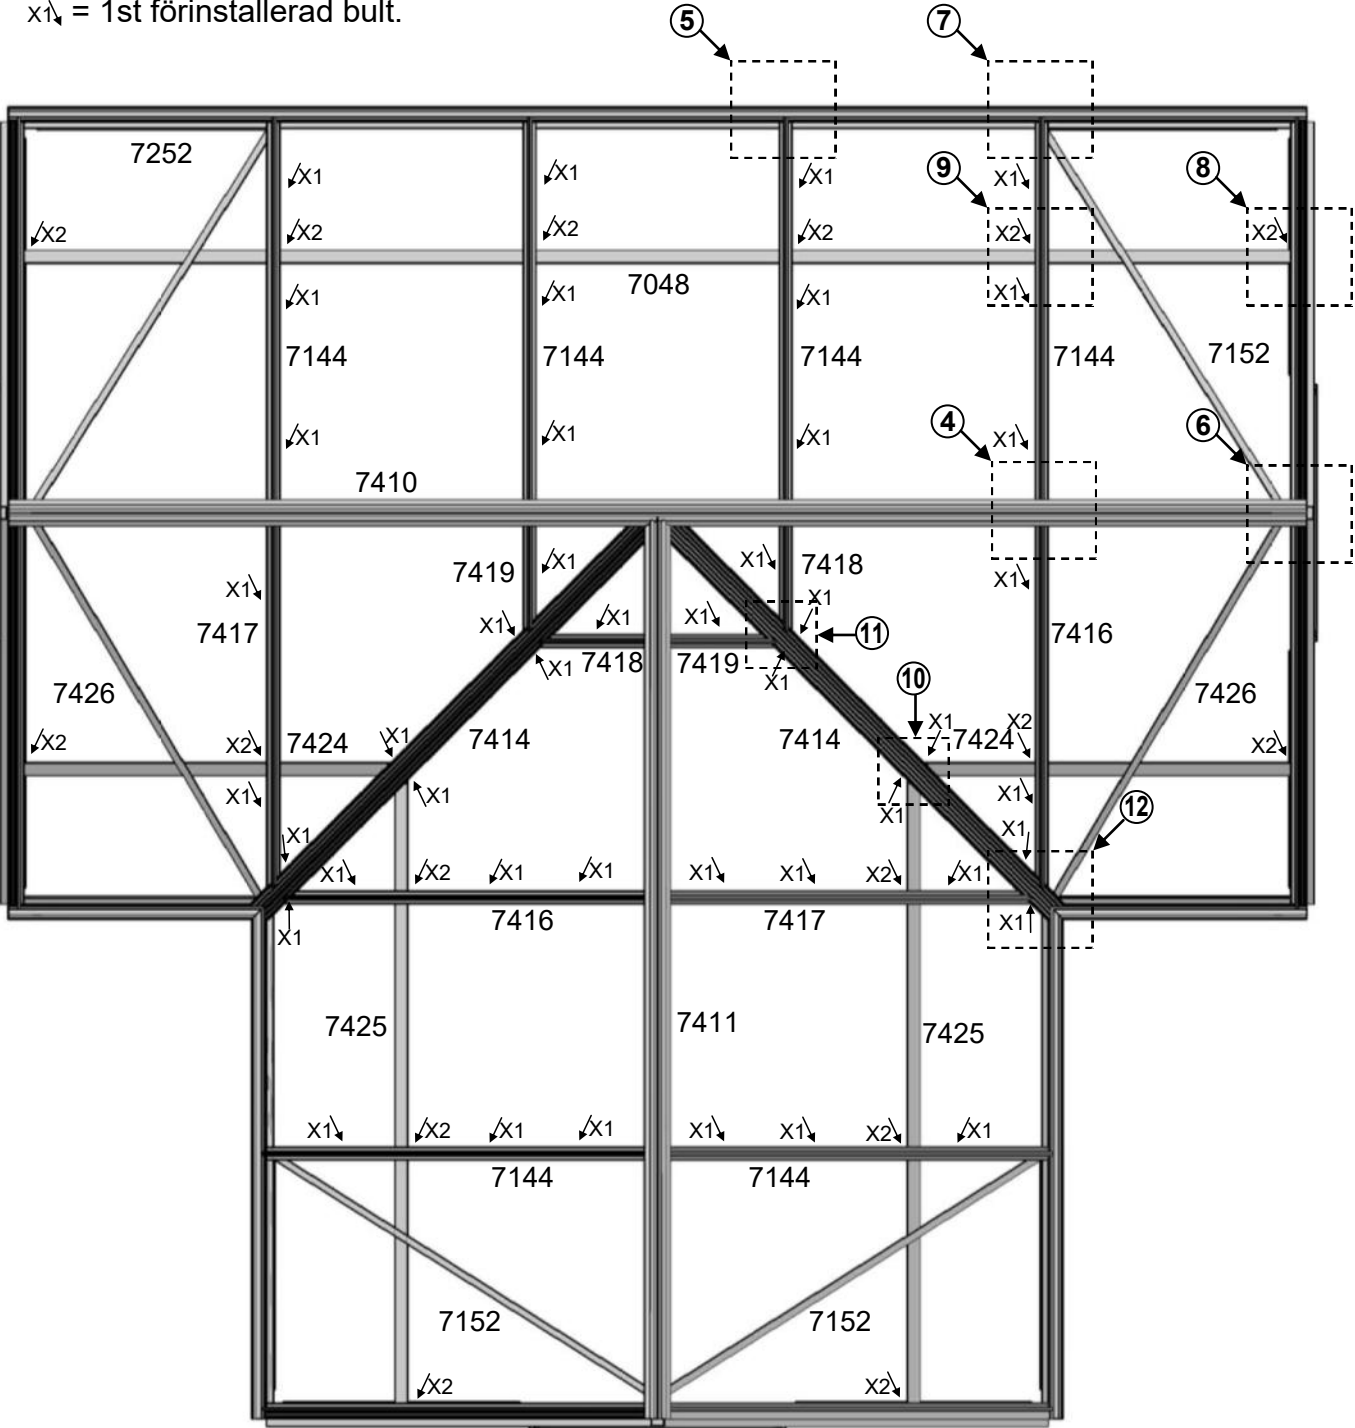 X1 = 1st förinstallerad bult.
5 7
7252
X1 X1 X1 X1 9 8
X2 X2 X2 X2 X2 X2
7048
X1 X1 X1 X1
7144 7144 7144 7144 7152
X1 X1 X1 4 X1 6
7410
7419 X1 X1 7418
X1 X1 X1
7417 X1 X1 X1 11 7416
X1 7418 7419 X1
7426 10 7426
X2 X2 7424 X1 7414 7414 X1 7424 X2 X2
X1 X1 X1 X1 12
X1 X1
X1 X2 X1 X1 X1 X1 X2 X1
7416 7417
X1 X1
7425 7411 7425
X1 X2 X1 X1 X1 X1 X2 X1
7144 7144
7152 7152
X2 X2